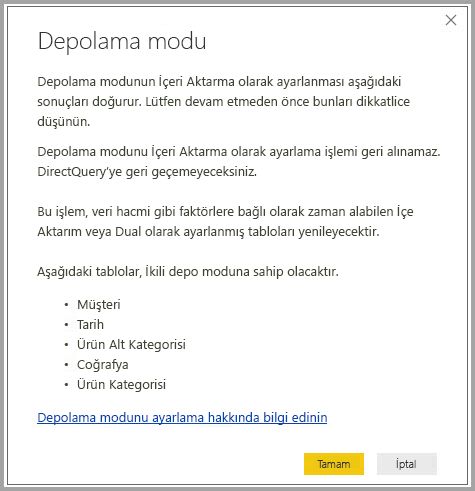 Depolama modu
Depolama modunun İçeri Aktarma olarak ayarlanması aşağıdaki
sonuçları doğurur. Lütfen devam etmeden önce bunları dikkatlice
düşünün.
Depolama modunu İçeri Aktarma olarak ayarlama işlemi geri alınamaz.
DirectQuery'ye geri geçemeyeceksiniz.
Bu işlem, veri hacmi gibi faktörlere bağlı olarak zaman alabilen İçe
Aktarım veya Dual olarak ayarlanmış tabloları yenileyecektir.
Aşağıdaki tablolar, İkili depo moduna sahip olacaktır.
• Müşteri
• Tarih
• Ürün Alt Kategorisi
• Coğrafya
• Ürün Kategorisi
Depolama modunu ayarlama hakkında bilgi edinin
Tamam İptal